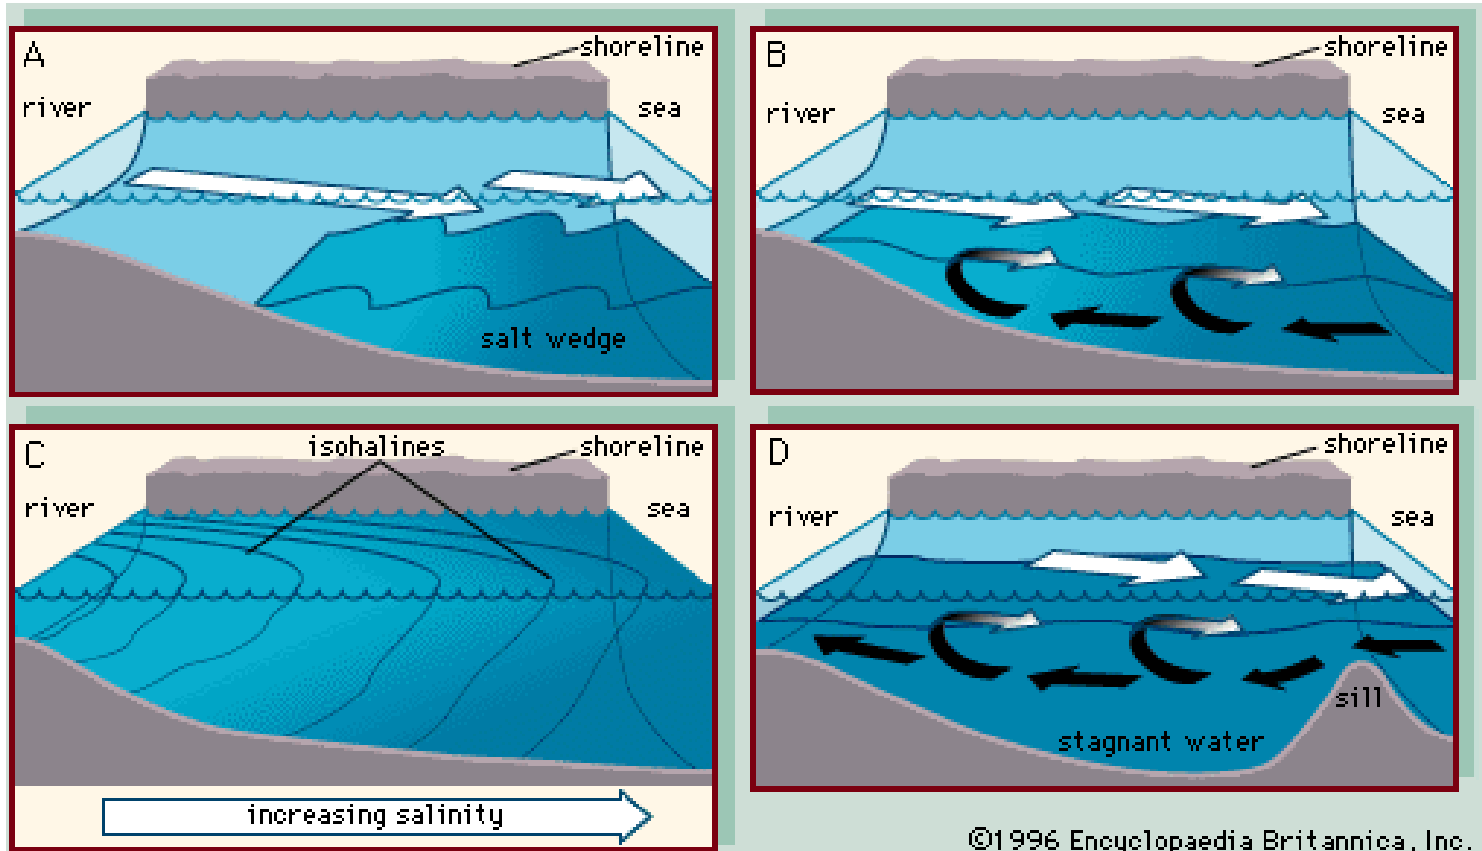 A
shoreline
river
sea
salt wedge
B
shoreline
river
sea
C
isohalines
shoreline
river
sea
increasing salinity
D
shoreline
river
sea
sill
stagnant water
©1996 Encyclopaedia Britannica, Inc.